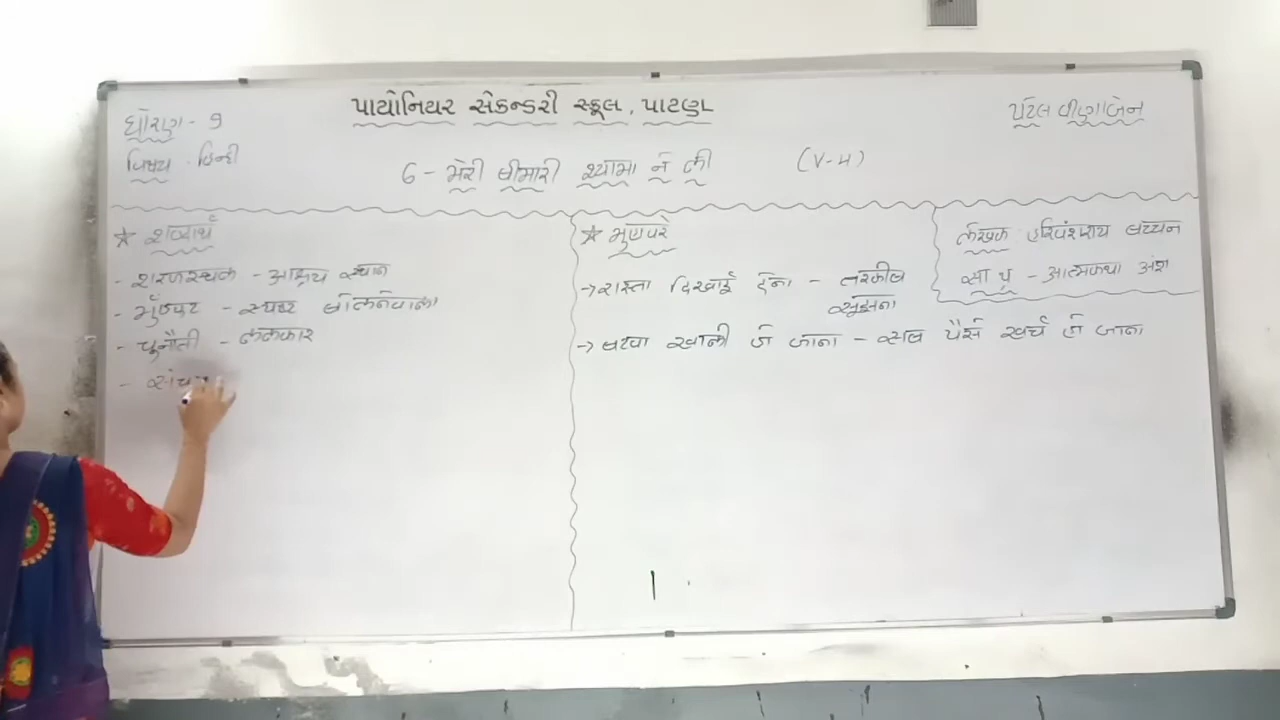 પાયોનિયર સેકન્ડરી સ્કૂલ, પાટણ
ધોરણ - 9
પટેલ વીણાબેન
વિષય : હિન્દી
6 - मेरी बीमारी श्यामा ने ली (V-4)
★ शब्दार्थ
- शरणस्थल - आश्रय स्थान
- मुँहफट - स्पष्ट बोलनेवाला
- चुनौती - ललकार
- संच
★ मुहावरे
→ रास्ता दिखाई देना - तरकीब
सूझना
→ बटवा खाली हो जाना - सब पैसे खर्च हो जाना
लेखक हरिवंशराय बच्चन
सा प्र - आत्मकथा अंश